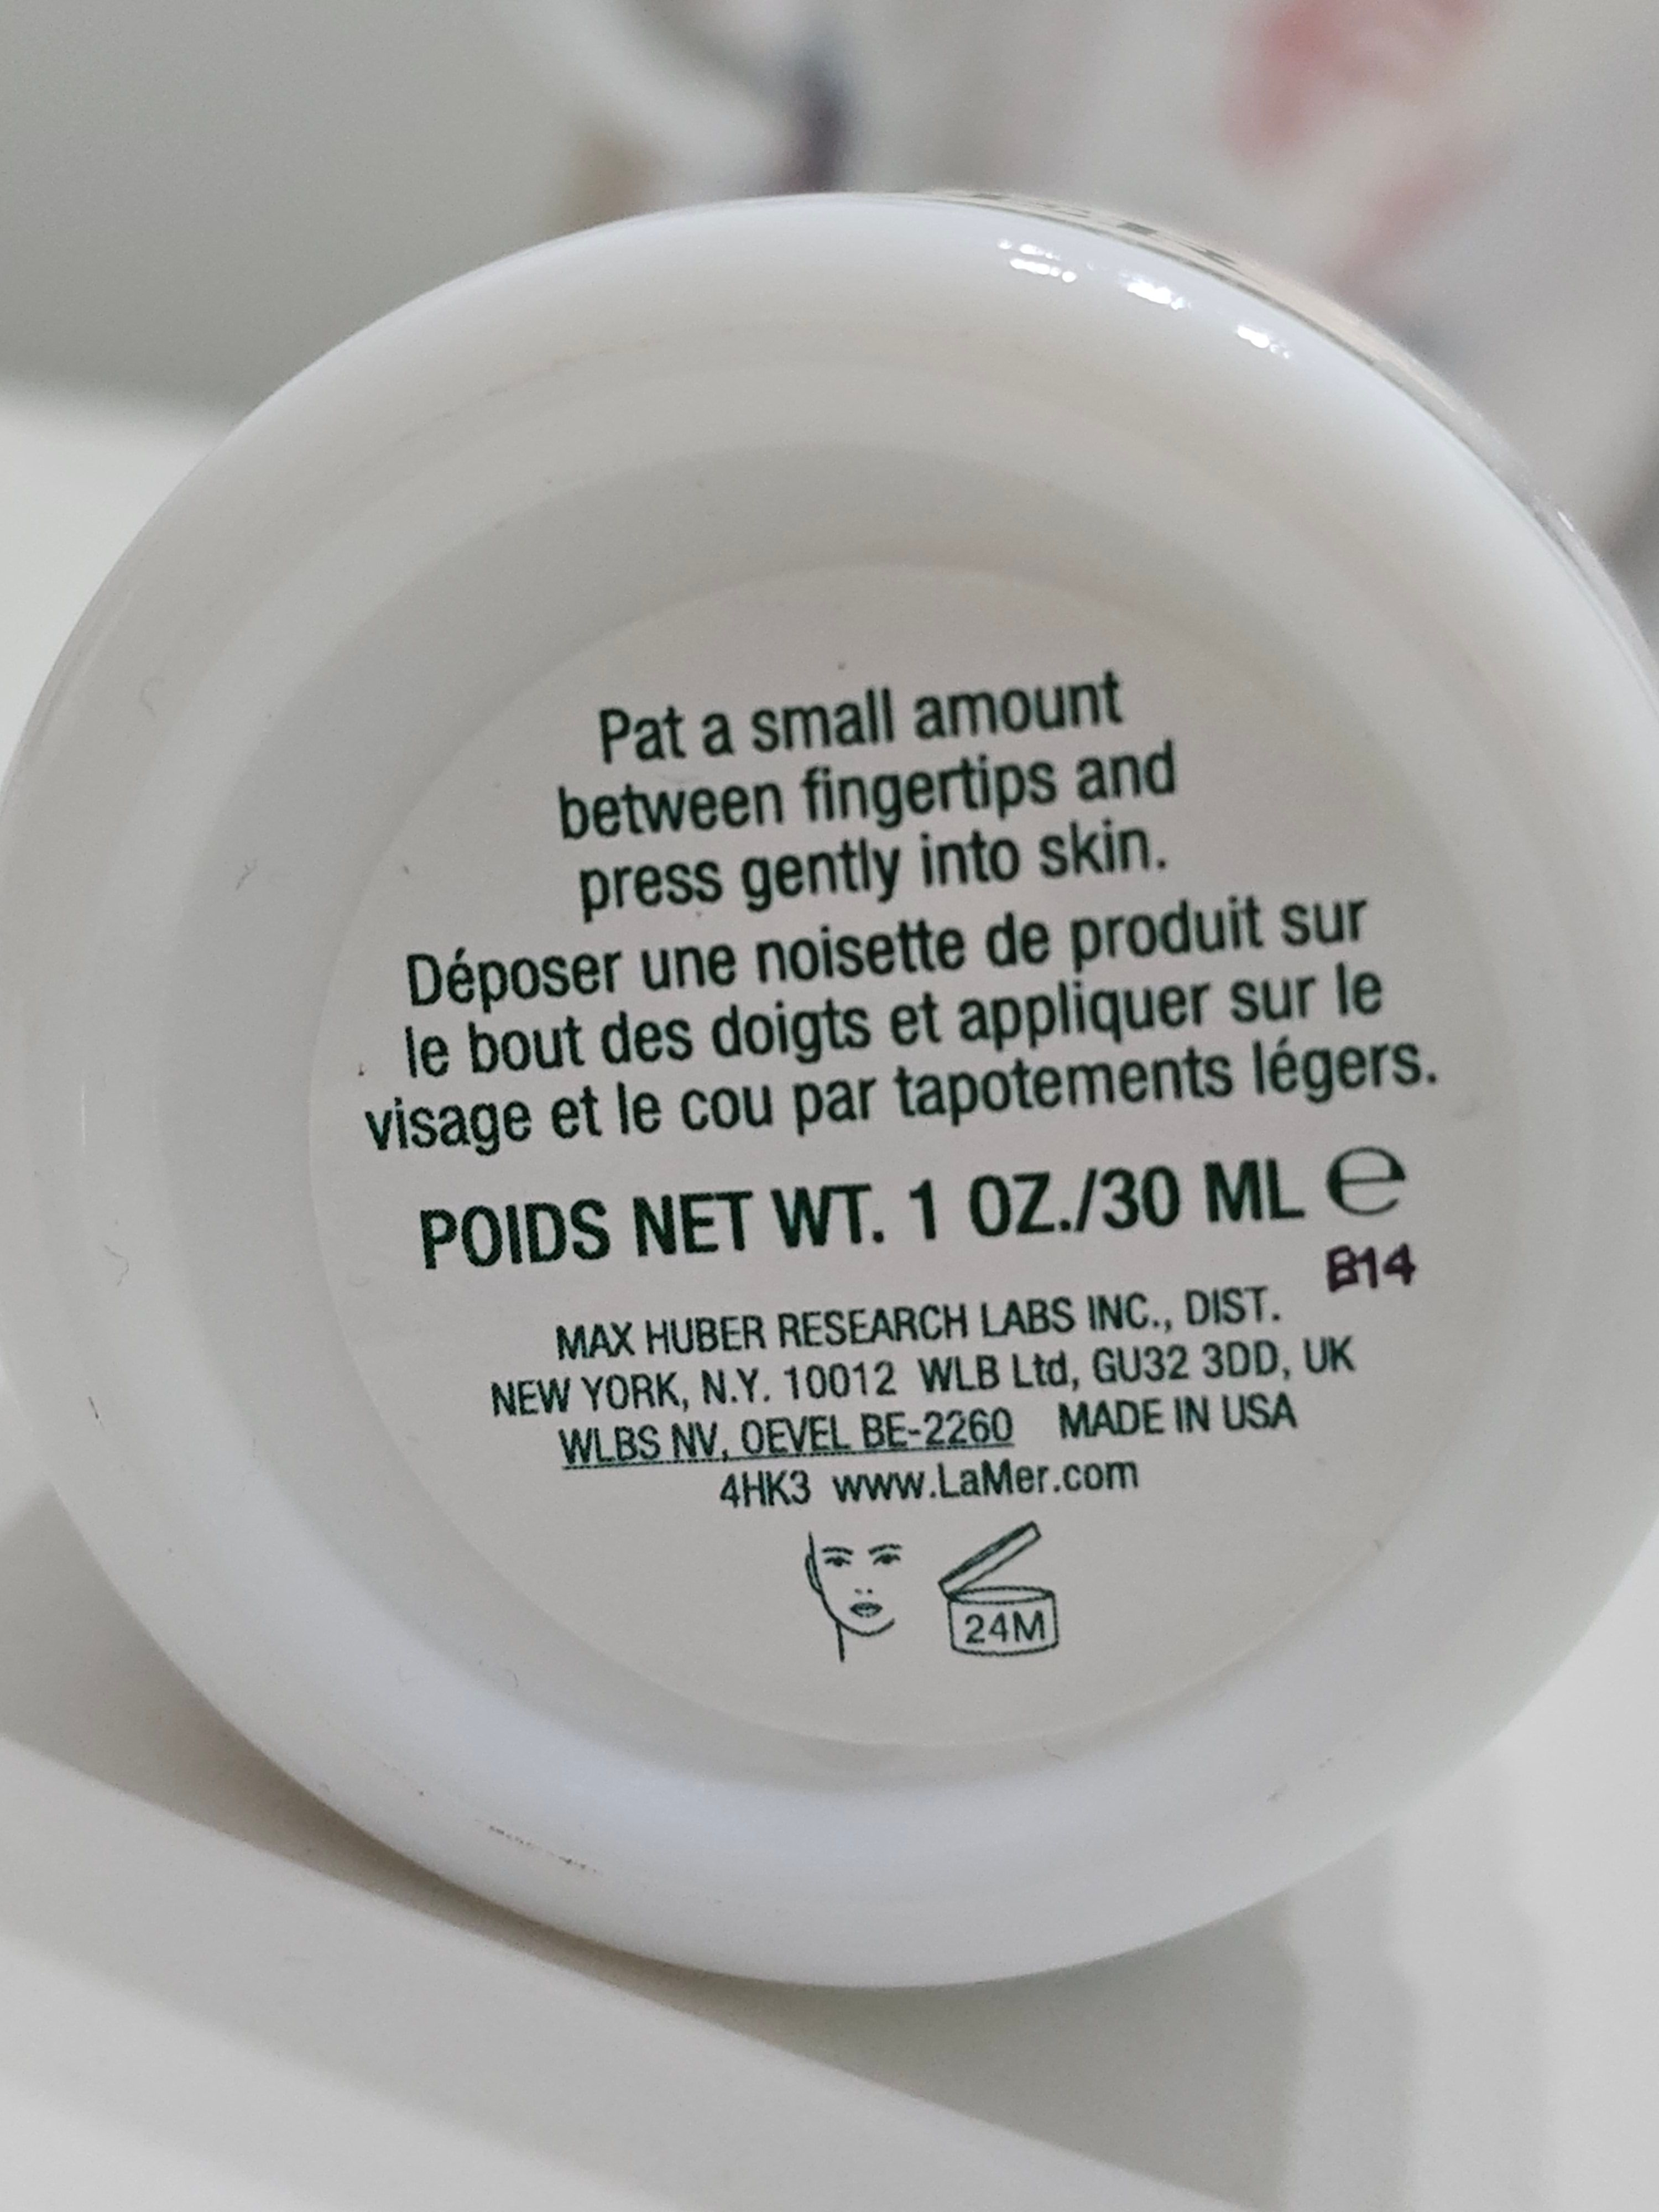 Pat a small amount
between fingertips and
press gently into skin.
Déposer une noisette de produit sur
le bout des doigts et appliquer sur le
visage et le cou par tapotements légers.
POIDS NET WT. 1 OZ./30 ML ℮
B14
MAX HUBER RESEARCH LABS INC., DIST.
NEW YORK, N.Y. 10012 WLB Ltd, GU32 3DD, UK
WLBS NV, OEVEL BE-2260 MADE IN USA
4HK3 www.LaMer.com
24M